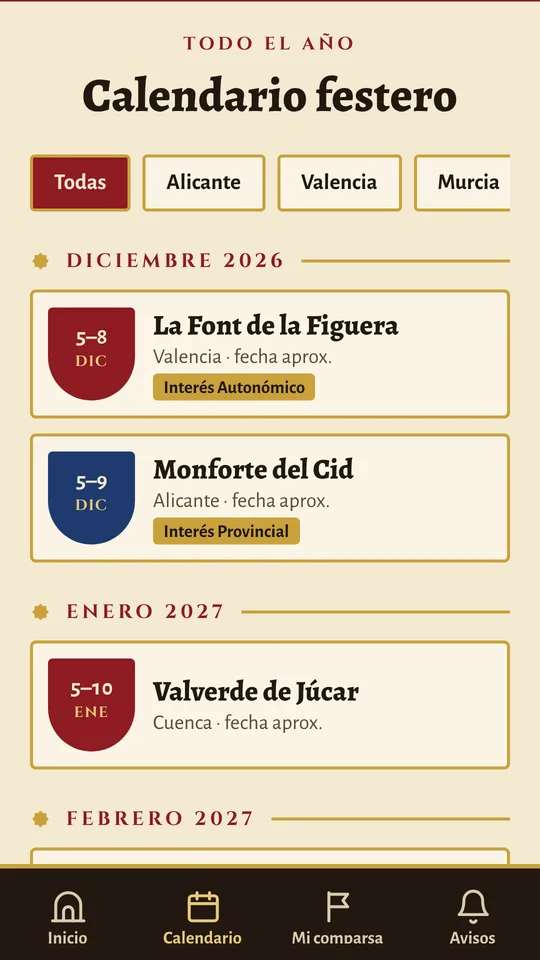 TODO EL AÑO
Calendario festero
Todas
Alicante
Valencia
Murcia
DICIEMBRE 2026
5–8
DIC
La Font de la Figuera
Valencia · fecha aprox.
Interés Autonómico
5–9
DIC
Monforte del Cid
Alicante · fecha aprox.
Interés Provincial
ENERO 2027
5–10
ENE
Valverde de Júcar
Cuenca · fecha aprox.
FEBRERO 2027
Inicio
Calendario
Mi comparsa
Avisos